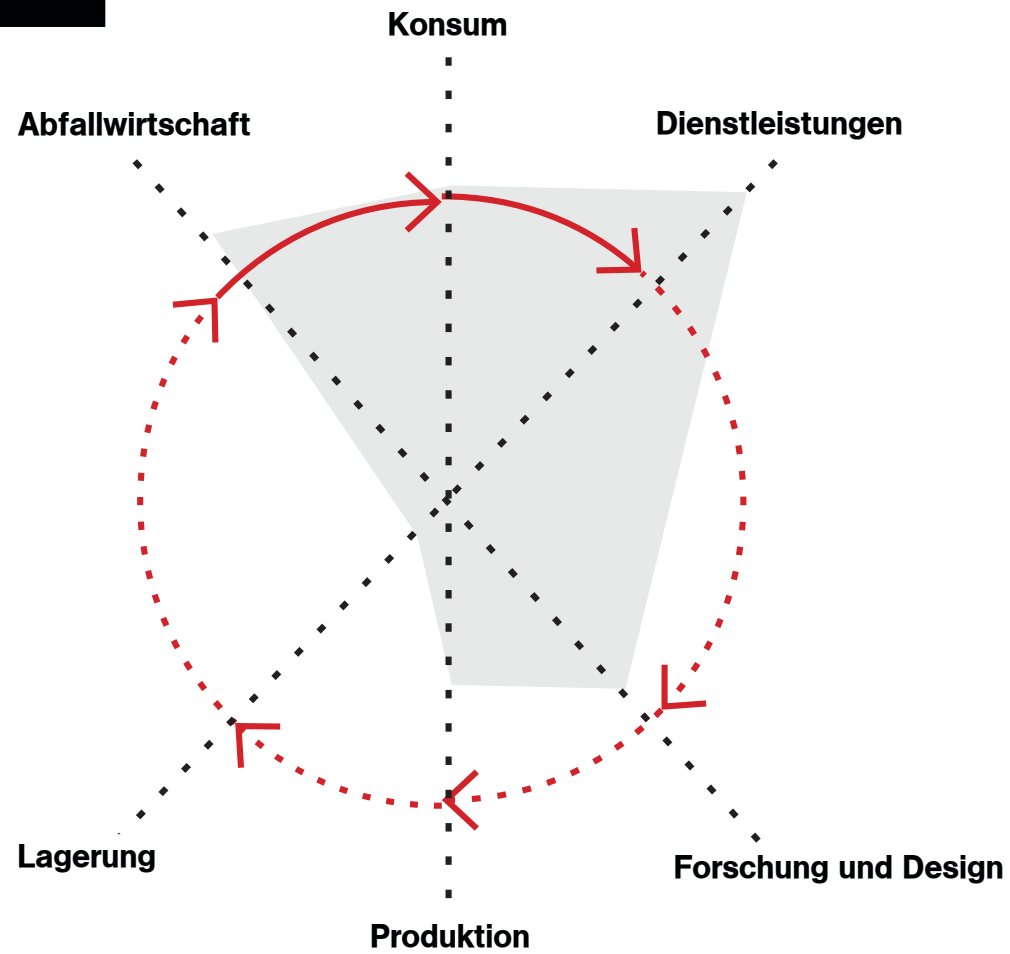 Konsum
Abfallwirtschaft
Dienstleistungen
Lagerung
Forschung und Design
Produktion